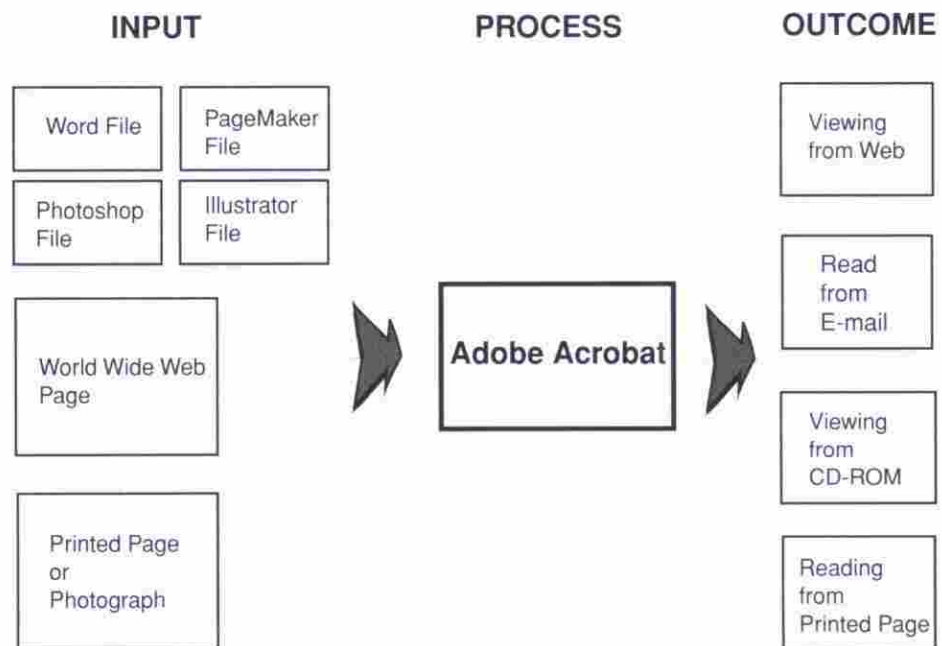 INPUT
PROCESS
OUTCOME
Word File
PageMaker
File
Photoshop
File
Illustrator
File
World Wide Web
Page
Printed Page
or
Photograph
Adobe Acrobat
Viewing
from Web
Read
from
E-mail
Viewing
from
CD-ROM
Reading
from
Printed Page